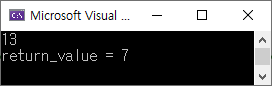 Microsoft Visual ...
13
return_value = 7